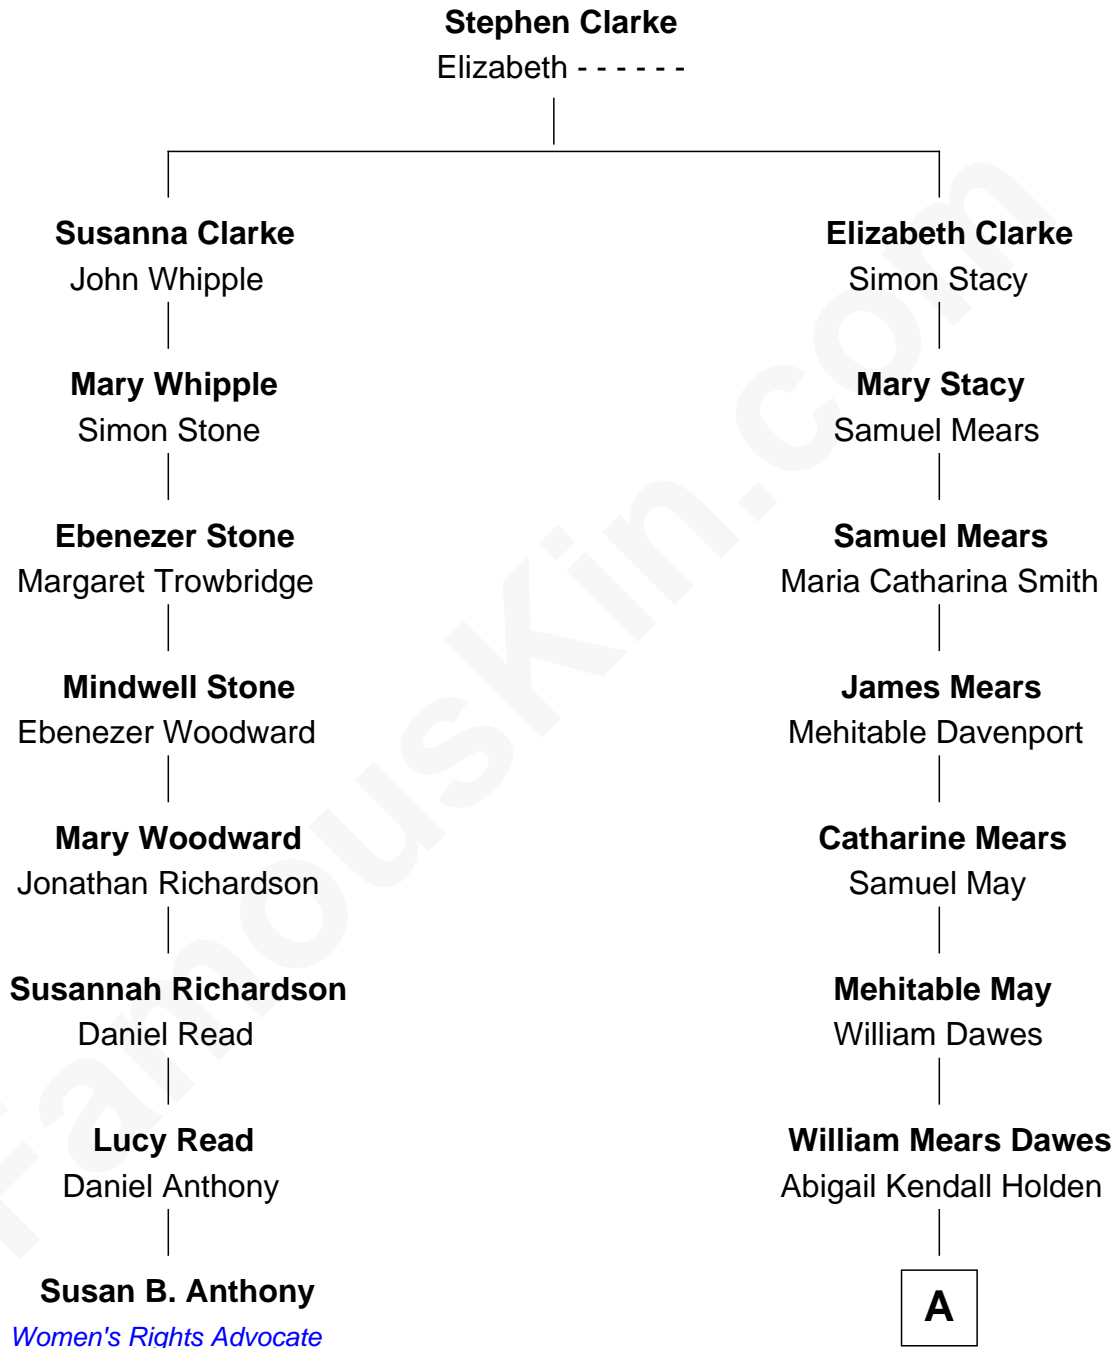 Stephen Clarke
Elizabeth - - - - - -
Susanna Clarke
John Whipple
Elizabeth Clarke
Simon Stacy
Mary Whipple
Simon Stone
Mary Stacy
Samuel Mears
Ebenezer Stone
Margaret Trowbridge
Samuel Mears
Maria Catharina Smith
Mindwell Stone
Ebenezer Woodward
James Mears
Mehitable Davenport
Mary Woodward
Jonathan Richardson
Catharine Mears
Samuel May
Susannah Richardson
Daniel Read
Mehitable May
William Dawes
Lucy Read
Daniel Anthony
William Mears Dawes
Abigail Kendall Holden
Susan B. Anthony
Women's Rights Advocate
A
FamousKin.com